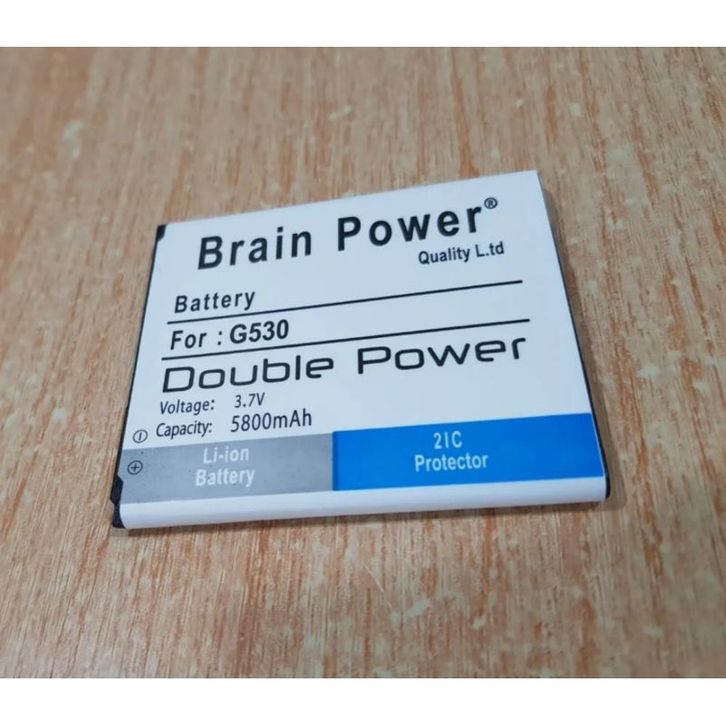 Brain Power®
Quality L.td
Battery
For : G530
Double Power
Voltage: 3.7V
Capacity: 5800mAh
Li-ion
Battery
2IC
Protector